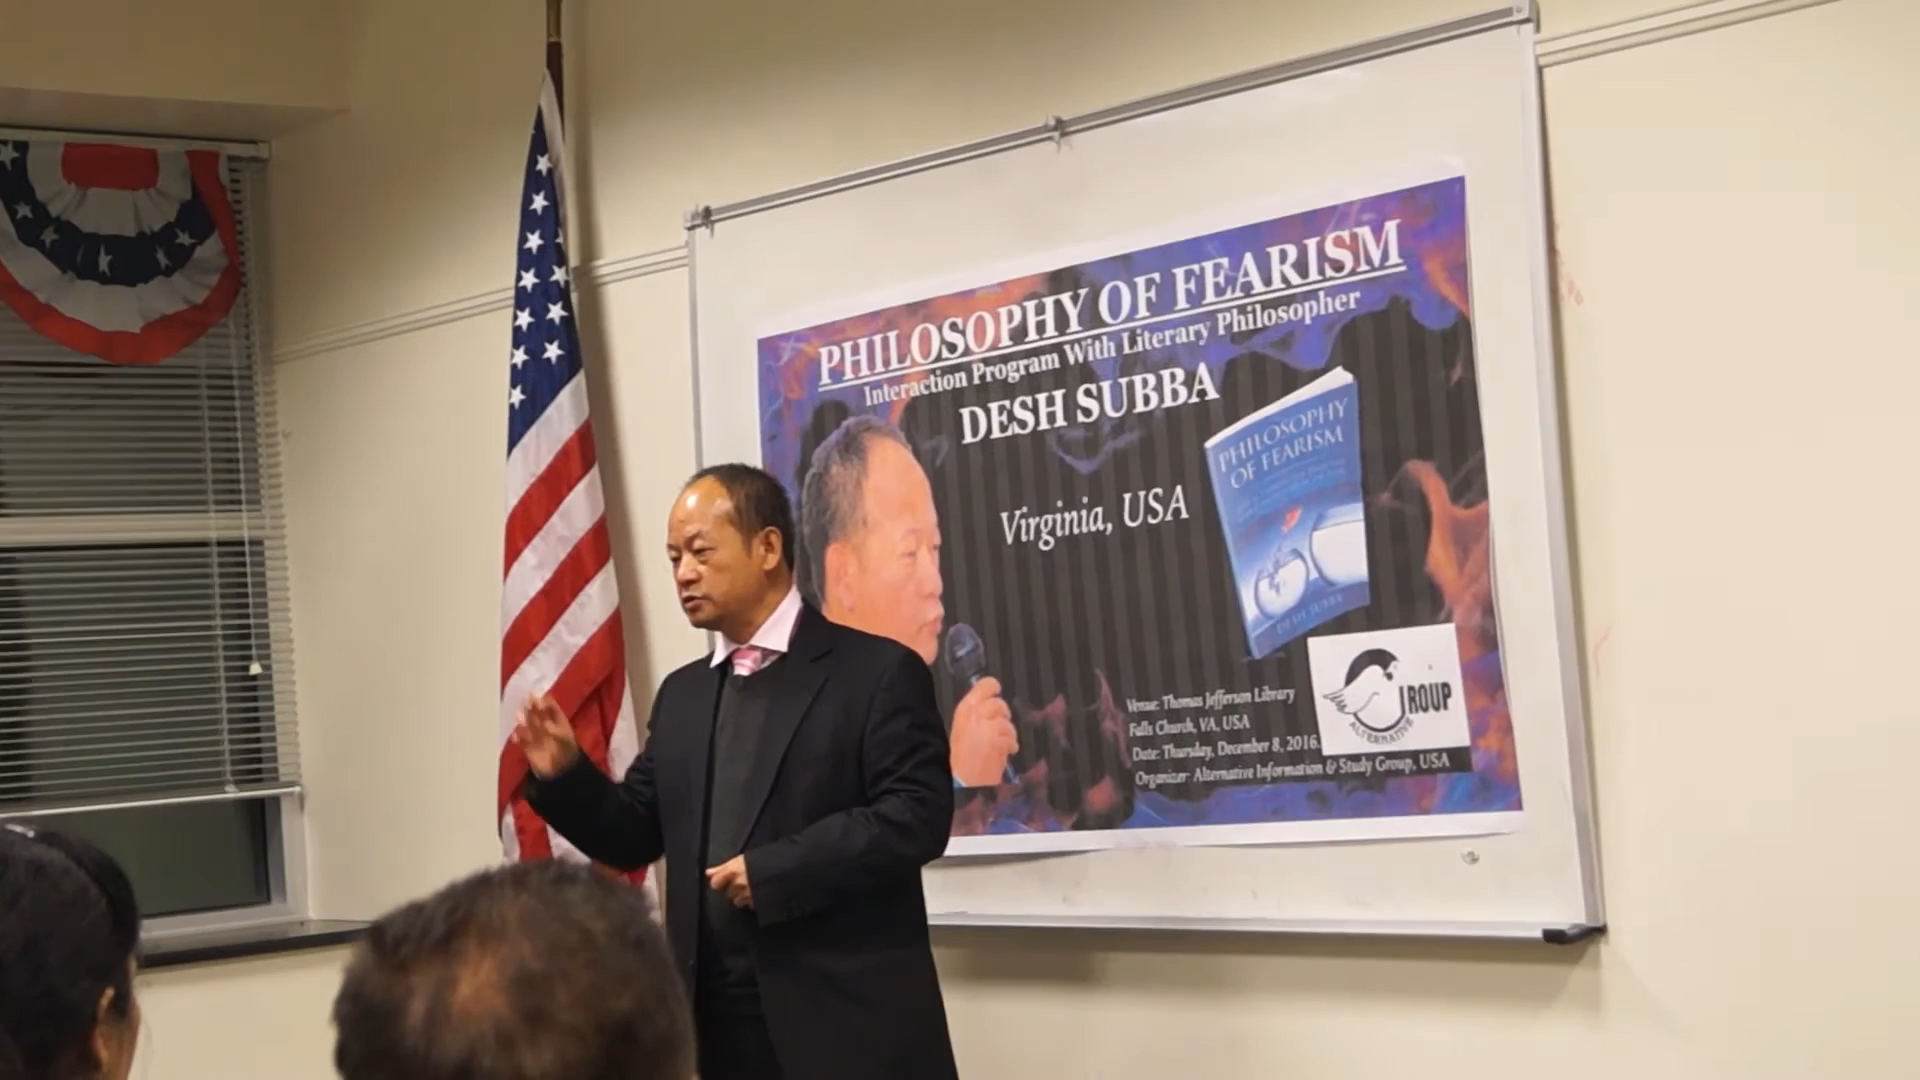 PHILOSOPHY OF FEARISM
Interaction Program With Literary Philosopher
DESH SUBBA
Virginia, USA
PHILOSOPHY
OF FEARISM
DESH SUBBA
Venue: Thomas Jefferson Library
Falls Church, VA, USA
Date: Thursday, December 8, 2016.
Organizer: Alternative Information & Study Group, USA
GROUP
ALTERNATIVE